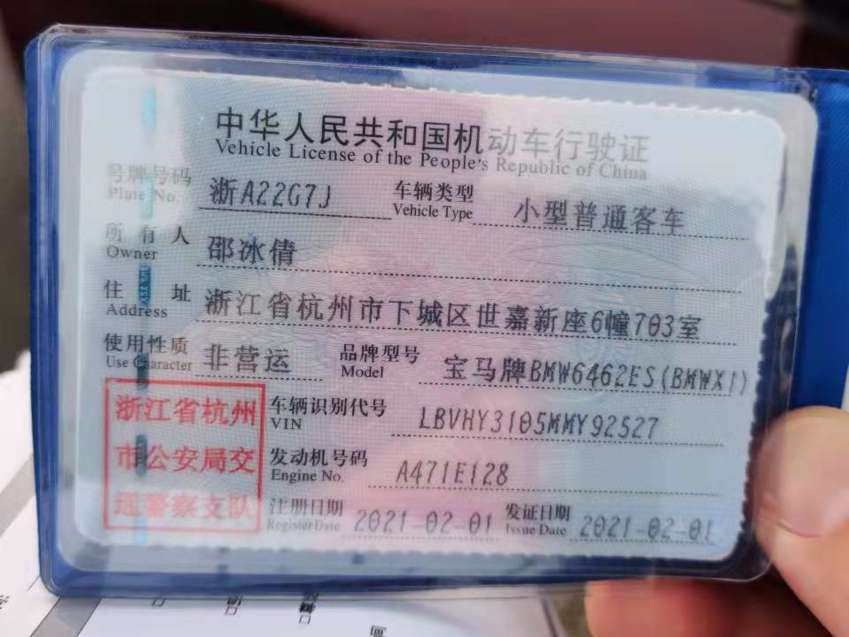 中华人民共和国机动车行驶证
Vehicle License of the People's Republic of China
号牌号码 浙A22G7J 车辆类型 小型普通客车
Plate No. Vehicle Type
所有人 邵冰倩
Owner
住址 浙江省杭州市下城区世嘉新座6幢703室
Address
使用性质 非营运 品牌型号 宝马牌BMW6462ES(BMWX1)
Use Character Model
浙江省杭州市公安局交通警察支队
车辆识别代号 LBVHY3105MMY92527
VIN
发动机号码 A471E128
Engine No.
注册日期 2021-02-01 发证日期 2021-02-01
Register Date Issue Date